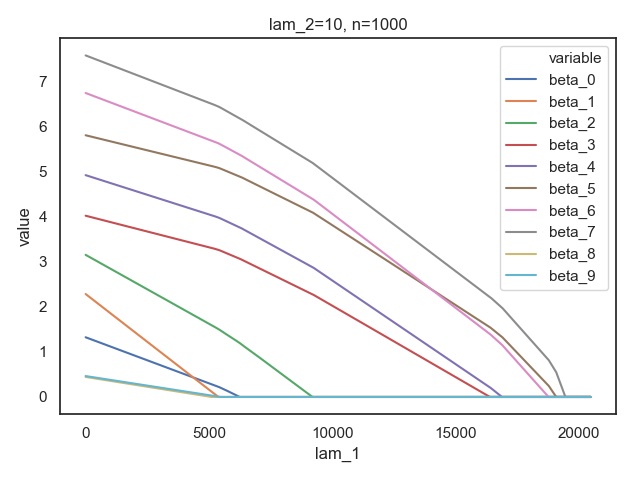 lam_2=10, n=1000
variable
beta_0
beta_1
beta_2
beta_3
beta_4
beta_5
beta_6
beta_7
beta_8
beta_9
value
7
6
5
4
3
2
1
0
0 5000 10000 15000 20000
lam_1